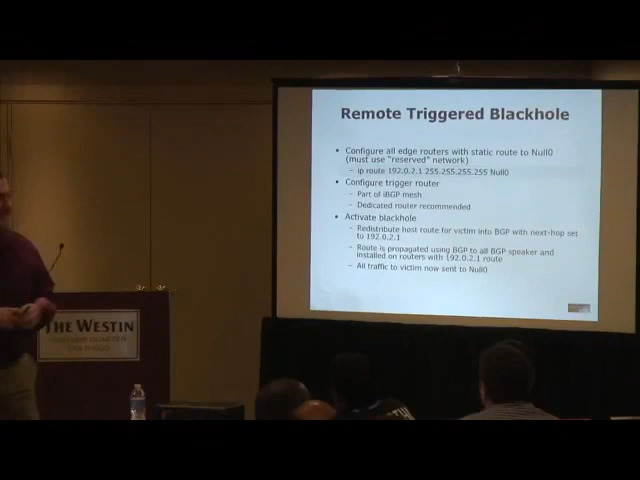 Remote Triggered Blackhole
• Configure all edge routers with static route to Null0
(must use "reserved" network)
– ip route 192.0.2.1 255.255.255.255 Null0
• Configure trigger router
– Part of iBGP mesh
– Dedicated router recommended
• Activate blackhole
– Redistribute host route for victim into BGP with next-hop set
to 192.0.2.1
– Route is propagated using BGP to all BGP speaker and
installed on routers with 192.0.2.1 route
– All traffic to victim now sent to Null0
THE WESTIN
GASLAMP QUARTER
SAN DIEGO